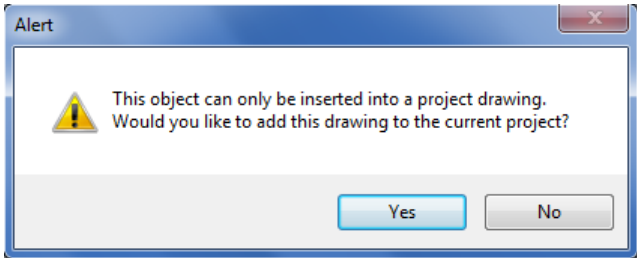 Alert
This object can only be inserted into a project drawing.
Would you like to add this drawing to the current project?
Yes
No